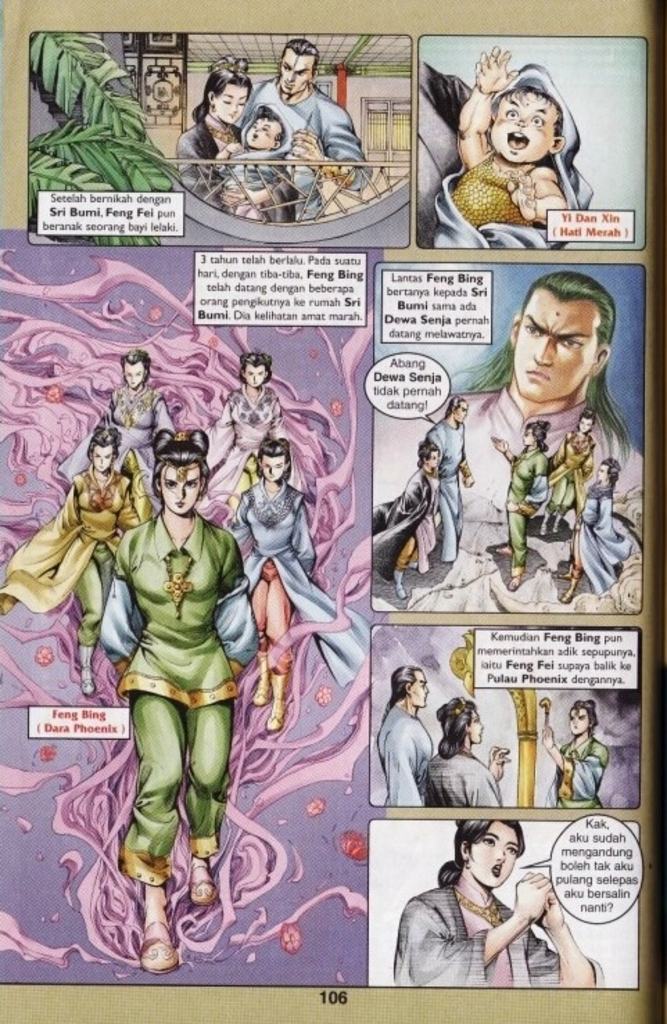 Setelah bernikah dengan
Sri Bumi, Feng Fei pun
beranak seorang bayi lelaki.
Yi Dan Xin
( Hati Merah )
3 tahun telah berlalu. Pada suatu
hari, dengan tiba-tiba, Feng Bing
telah datang dengan beberapa
orang pengikutnya ke rumah Sri
Bumi. Dia kelihatan amat marah.
Lantas Feng Bing
bertanya kepada Sri
Bumi sama ada
Dewa Senja pernah
datang melawatnya.
Abang
Dewa Senja
tidak pernah
datang!
Feng Bing
( Dara Phoenix )
Kemudian Feng Bing pun
memerintahkan adik sepupunya,
iaitu Feng Fei supaya balik ke
Pulau Phoenix dengannya.
Kak,
aku sudah
mengandung
boleh tak aku
pulang selepas
aku bersalin
nanti?
106